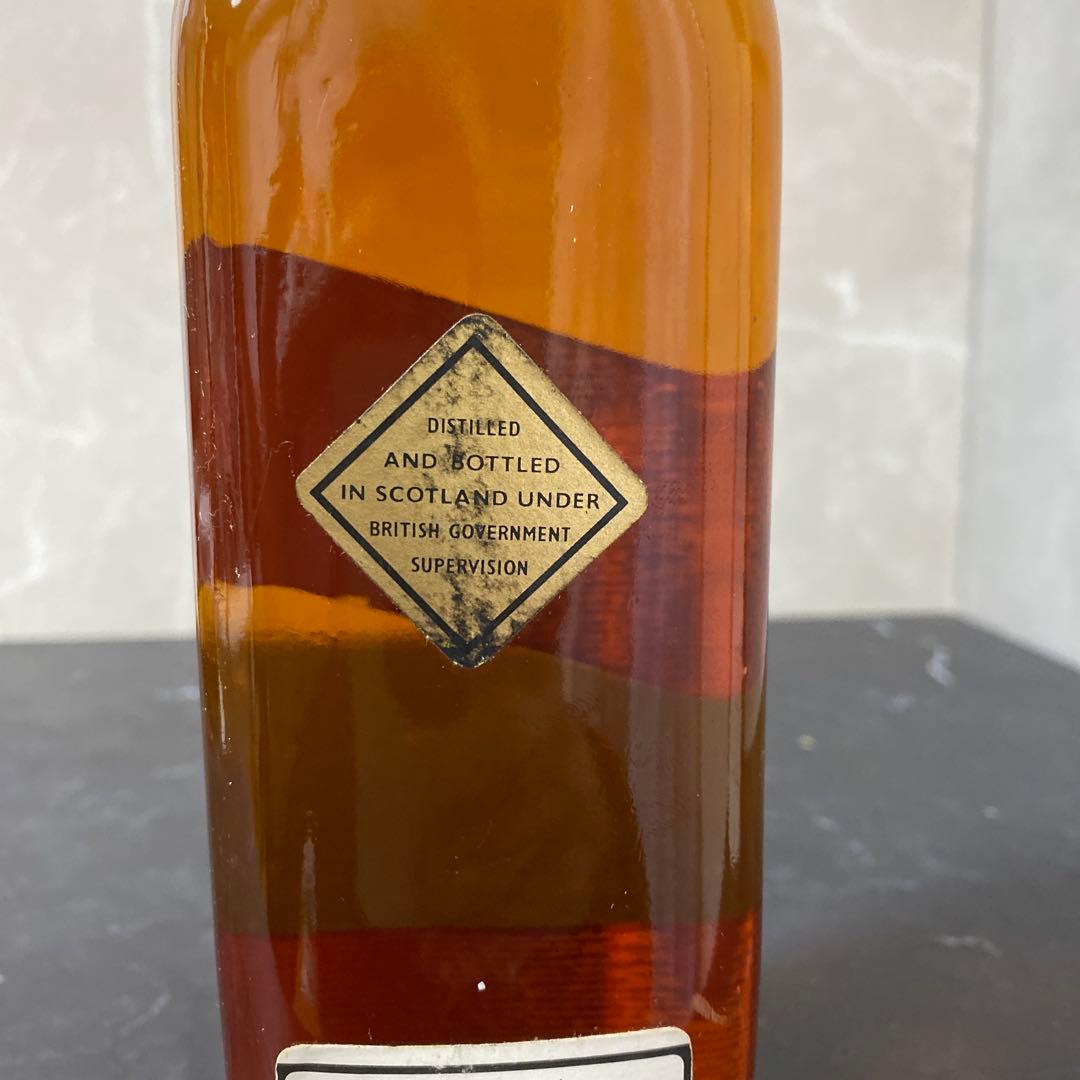 DISTILLED
AND BOTTLED
IN SCOTLAND UNDER
BRITISH GOVERNMENT
SUPERVISION